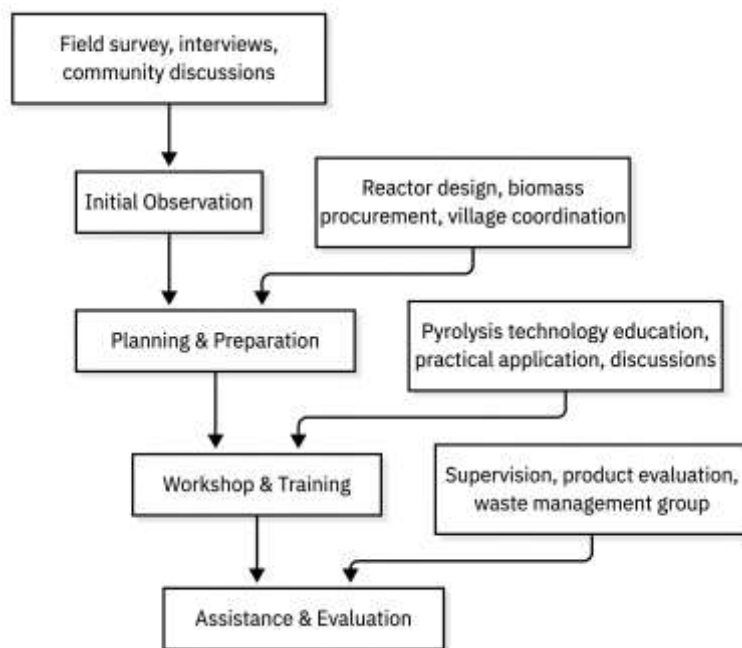 Field survey, interviews,
community discussions
Initial Observation
Reactor design, biomass
procurement, village coordination
Planning & Preparation
Pyrolysis technology education,
practical application, discussions
Workshop & Training
Supervision, product evaluation,
waste management group
Assistance & Evaluation